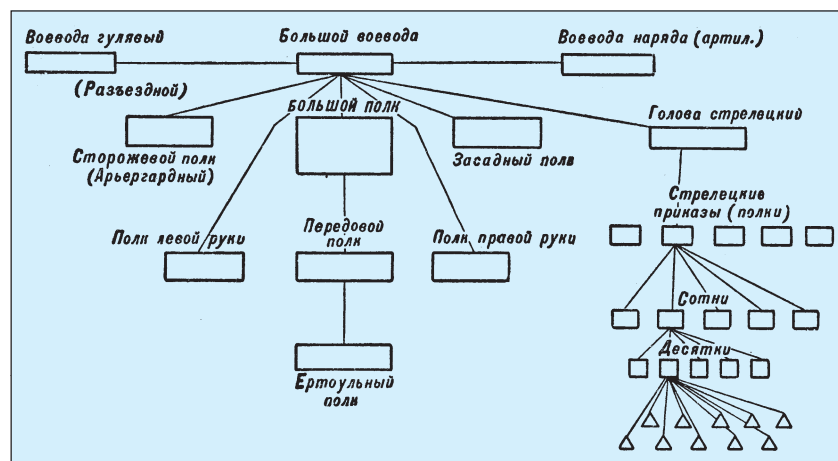 Воевода гулявый
Большой воевода
Воевода наряда (артил.)
(Разъездной)
БОЛЬШОЙ ПОЛК
Голова стрелецкий
Сторожевой полк
(Арьергардный)
Засадный полк
Стрелецкие
приказы (полки)
Полк левой руки
Передовой
полк
Полк правой руки
Сотни
Десятки
Ертоульный
полк